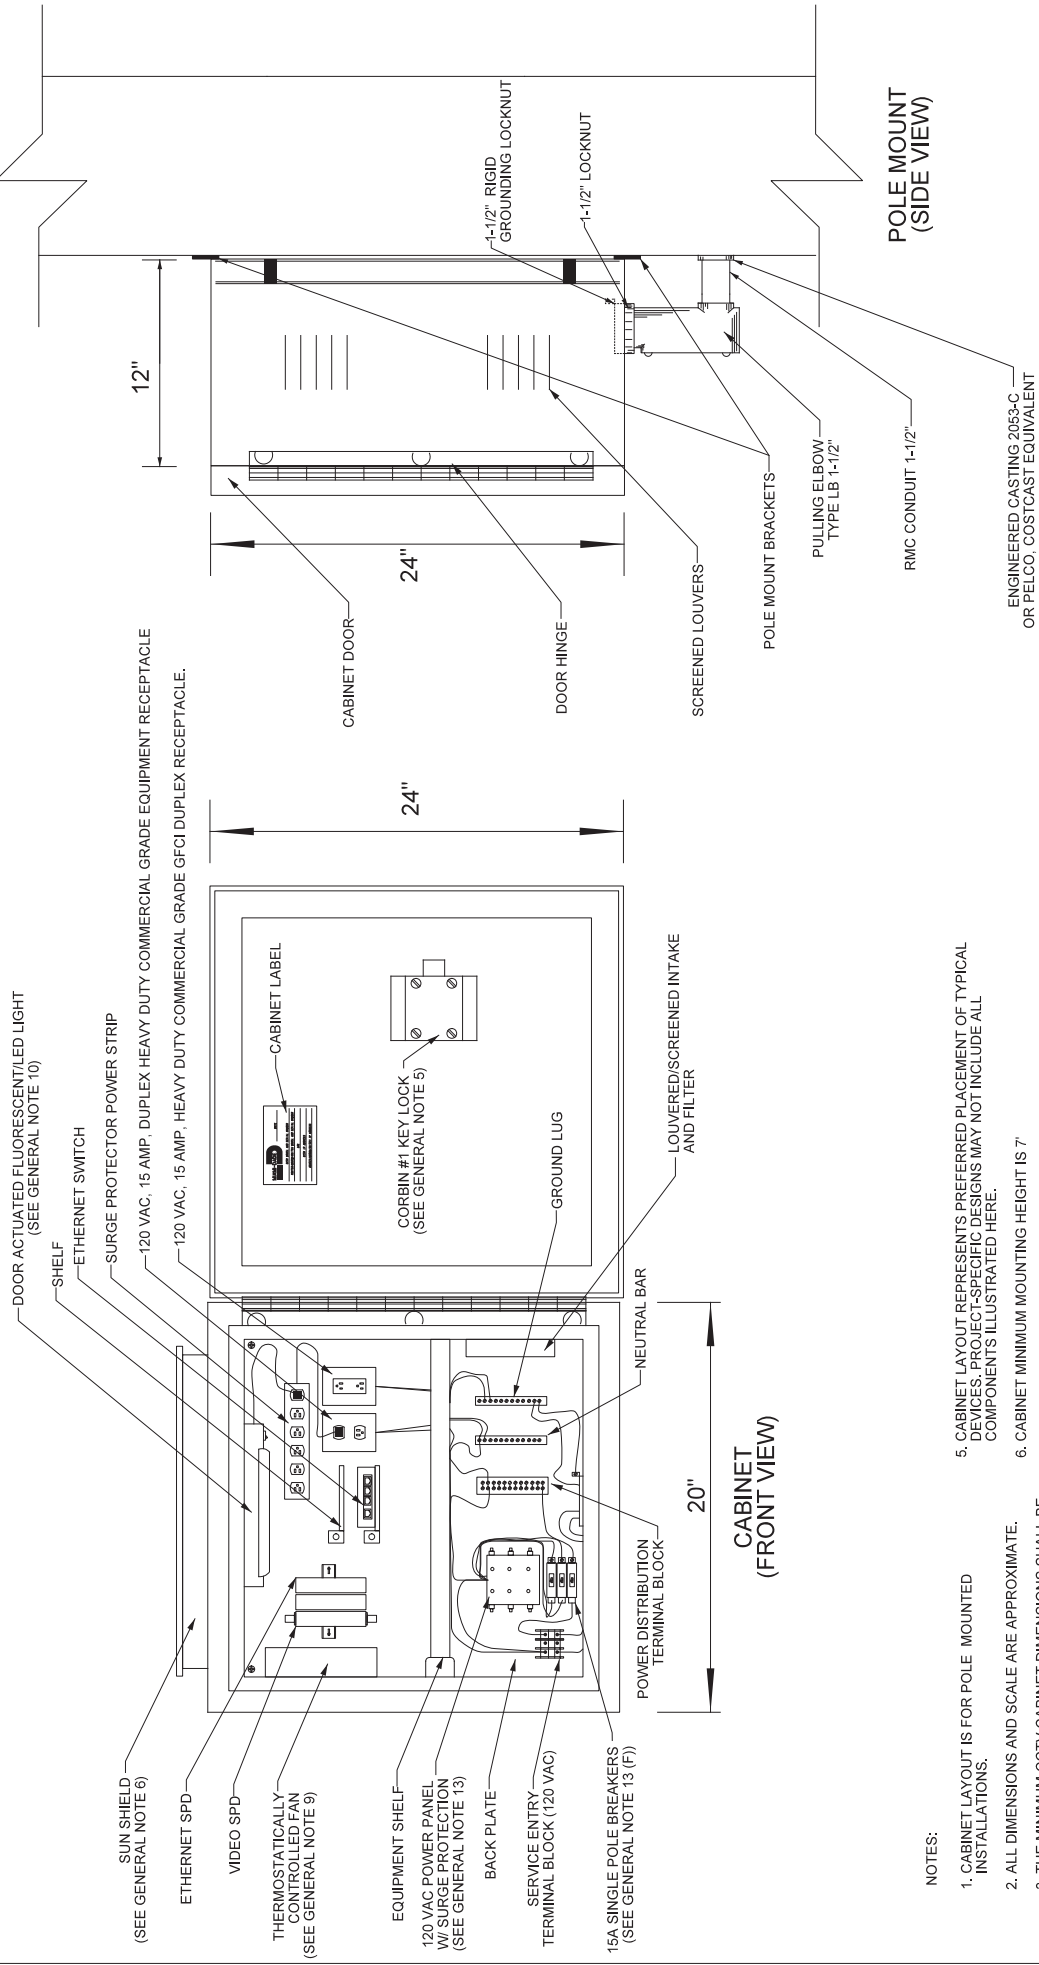 DOOR ACTUATED FLUORESCENT/LED LIGHT
(SEE GENERAL NOTE 10)
SHELF
ETHERNET SWITCH
SURGE PROTECTOR POWER STRIP
120 VAC, 15 AMP, DUPLEX HEAVY DUTY COMMERCIAL GRADE EQUIPMENT RECEPTACLE
120 VAC, 15 AMP, HEAVY DUTY COMMERCIAL GRADE GFCI DUPLEX RECEPTACLE.
SUN SHIELD
(SEE GENERAL NOTE 6)
ETHERNET SPD
VIDEO SPD
THERMOSTATICALLY
CONTROLLED FAN
(SEE GENERAL NOTE 9)
EQUIPMENT SHELF
120 VAC POWER PANEL
W/ SURGE PROTECTION
(SEE GENERAL NOTE 13)
BACK PLATE
SERVICE ENTRY
TERMINAL BLOCK (120 VAC)
15A SINGLE POLE BREAKERS
(SEE GENERAL NOTE 13 (F))
POWER DISTRIBUTION
TERMINAL BLOCK
NEUTRAL BAR
GROUND LUG
LOUVERED/SCREENED INTAKE
AND FILTER
CABINET LABEL
CORBIN #1 KEY LOCK
(SEE GENERAL NOTE 5)
24"
20"
CABINET
(FRONT VIEW)
12"
24"
CABINET DOOR
DOOR HINGE
SCREENED LOUVERS
POLE MOUNT BRACKETS
PULLING ELBOW
TYPE LB 1-1/2"
RMC CONDUIT 1-1/2"
ENGINEERED CASTING 2053-C
OR PELCO, COSTCAST EQUIVALENT
1-1/2" RIGID
GROUNDING LOCKNUT
1-1/2" LOCKNUT
POLE MOUNT
(SIDE VIEW)
NOTES:
1. CABINET LAYOUT IS FOR POLE MOUNTED
INSTALLATIONS.
2. ALL DIMENSIONS AND SCALE ARE APPROXIMATE.
5. CABINET LAYOUT REPRESENTS PREFERRED PLACEMENT OF TYPICAL
DEVICES. PROJECT-SPECIFIC DESIGNS MAY NOT INCLUDE ALL
COMPONENTS ILLUSTRATED HERE.
6. CABINET MINIMUM MOUNTING HEIGHT IS 7'